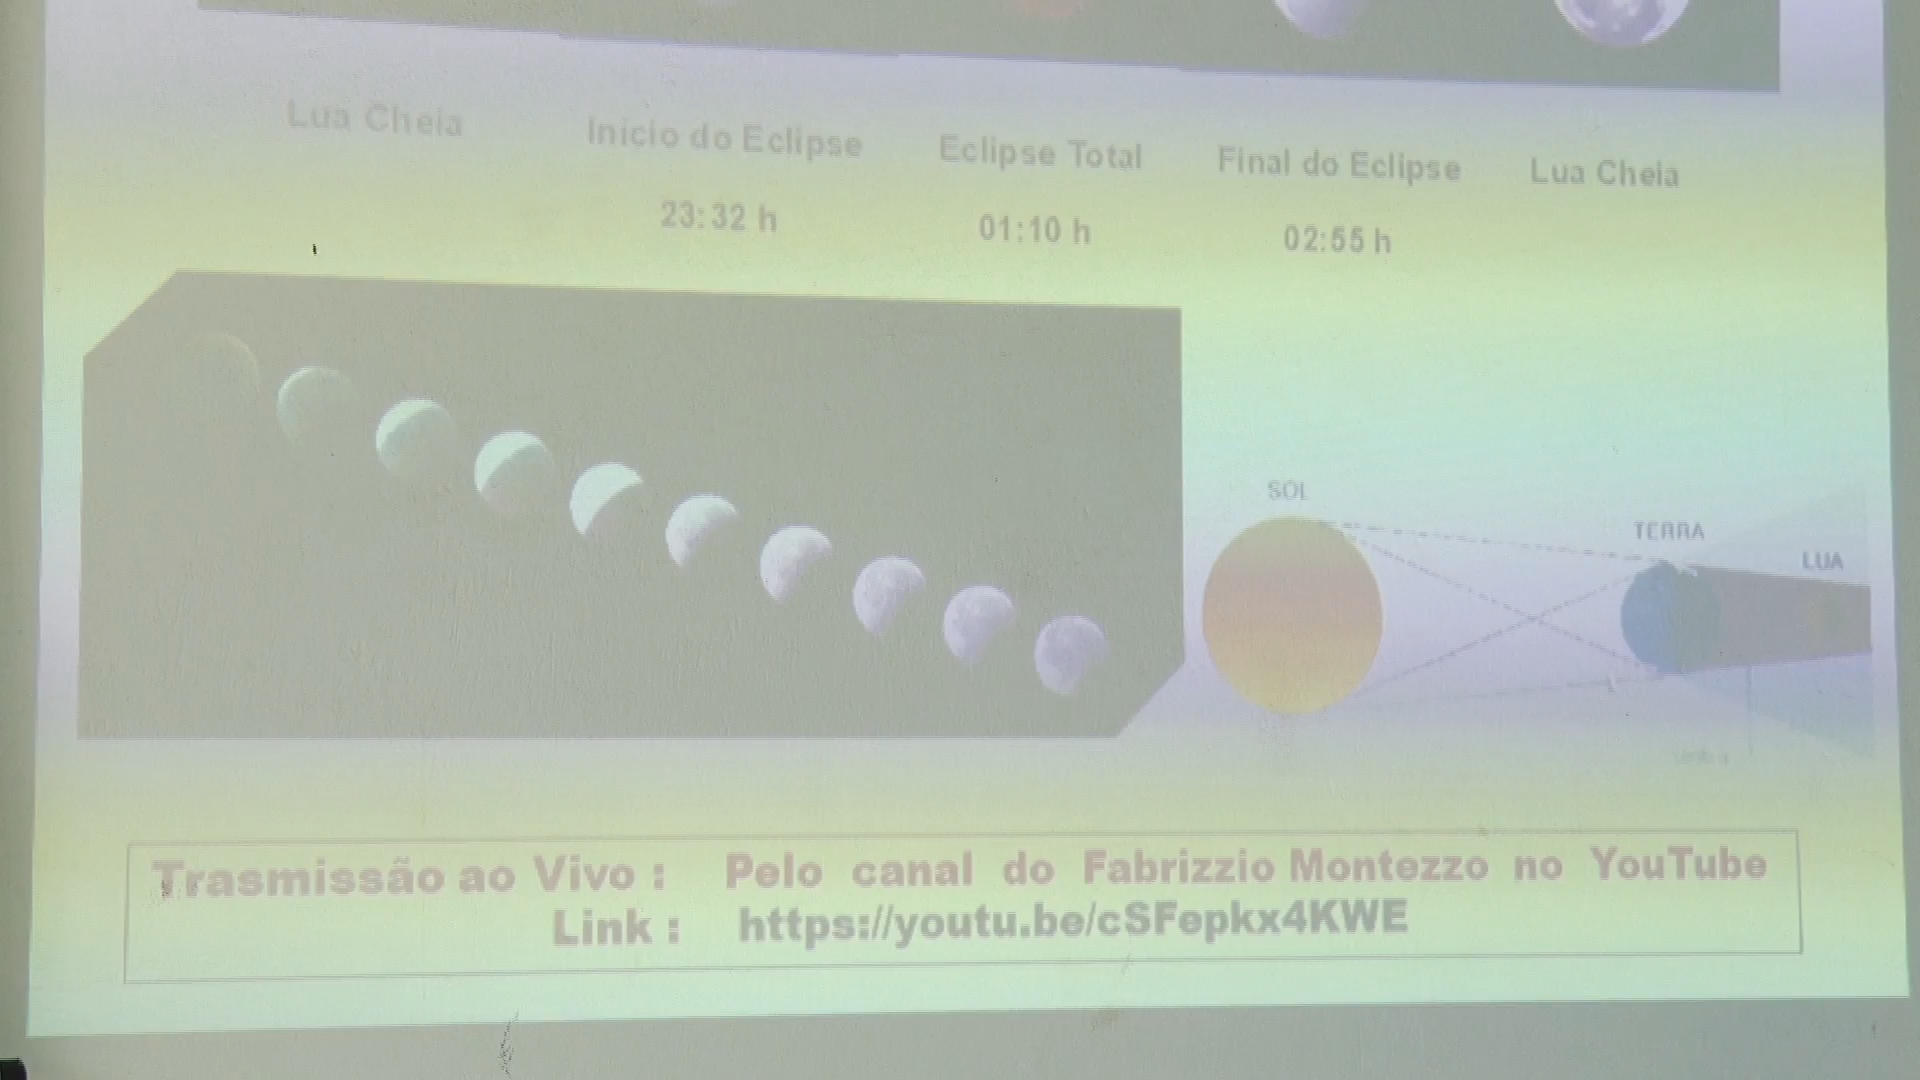 Lua Cheia
Início do Eclipse
Eclipse Total
Final do Eclipse
Lua Cheia
23:32 h
01:10 h
02:55 h
SOL
TERRA
LUA
Trasmissão ao Vivo : Pelo canal do Fabrizzio Montezzo no YouTube
Link : https://youtu.be/cSFepkx4KWE